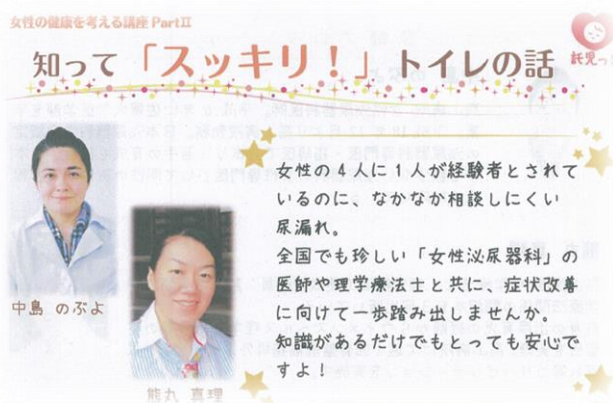 女性の健康を考える講座 PartⅡ
知って「スッキリ！」トイレの話
託児っ
女性の4人に1人が経験者とされて
いるのに、なかなか相談しにくい
尿漏れ。
全国でも珍しい「女性泌尿器科」の
医師や理学療法士と共に、症状改善
に向けて一歩踏み出しませんか。
知識があるだけでもとっても安心で
すよ！
中島 のぶよ
熊丸 真理